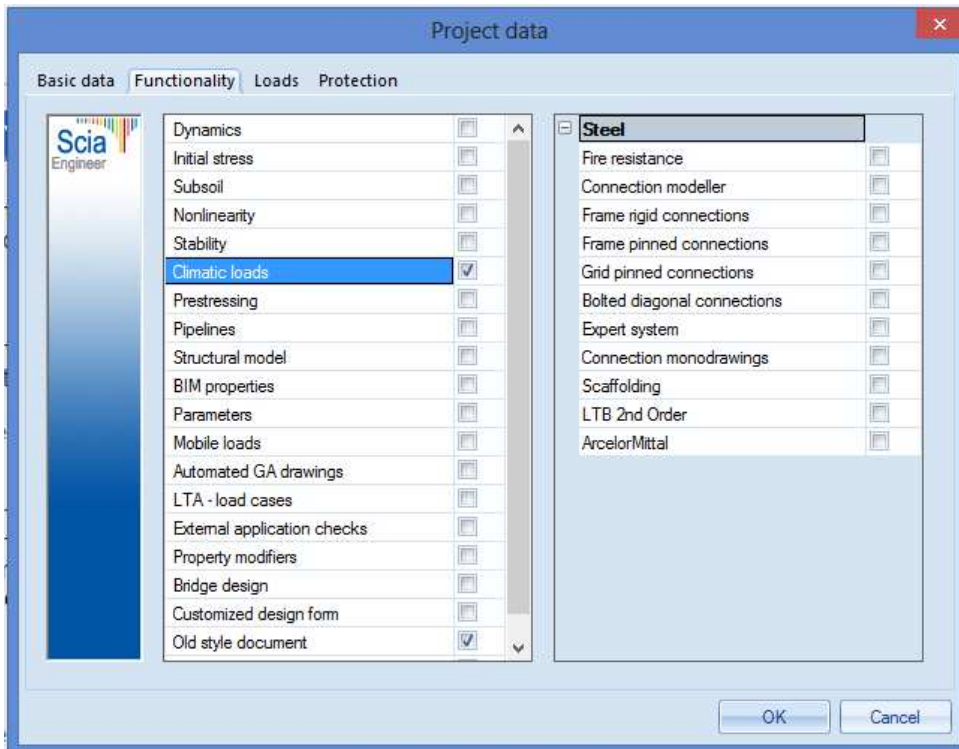 Project data
Basic data Functionality Loads Protection
Scia
Engineer
Dynamics
Initial stress
Subsoil
Nonlinearity
Stability
Climatic loads
Prestressing
Pipelines
Structural model
BIM properties
Parameters
Mobile loads
Automated GA drawings
LTA - load cases
External application checks
Property modifiers
Bridge design
Customized design form
Old style document
Steel
Fire resistance
Connection modeller
Frame rigid connections
Frame pinned connections
Grid pinned connections
Bolted diagonal connections
Expert system
Connection monodrawings
Scaffolding
LTB 2nd Order
ArcelorMittal
OK Cancel